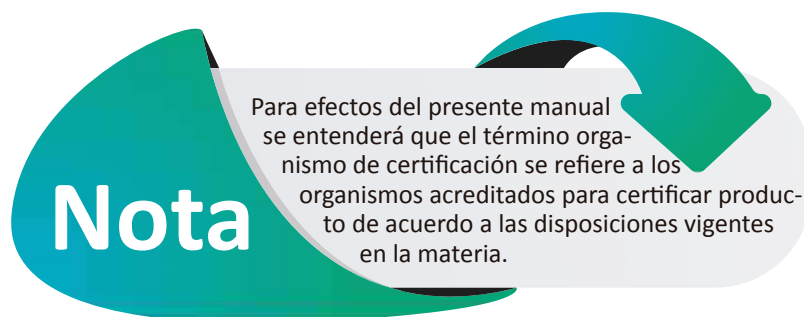 Para efectos del presente manual
se entenderá que el término orga-
nismo de certificación se refiere a los
organismos acreditados para certificar produc-
to de acuerdo a las disposiciones vigentes
en la materia.
Nota